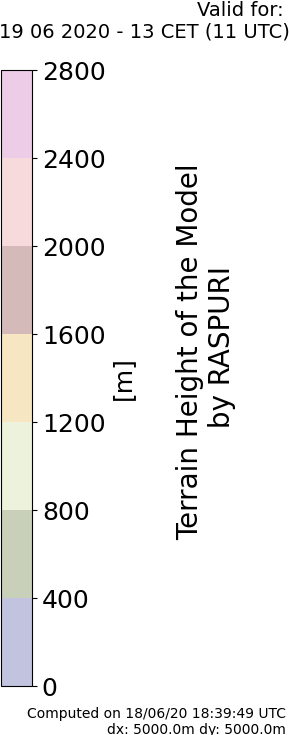 Valid for:
19 06 2020 - 13 CET (11 UTC)
2800
2400
2000
1600
1200
800
400
0
[m]
Terrain Height of the Model
by RASPURI
Computed on 18/06/20 18:39:49 UTC
dx: 5000.0m dy: 5000.0m